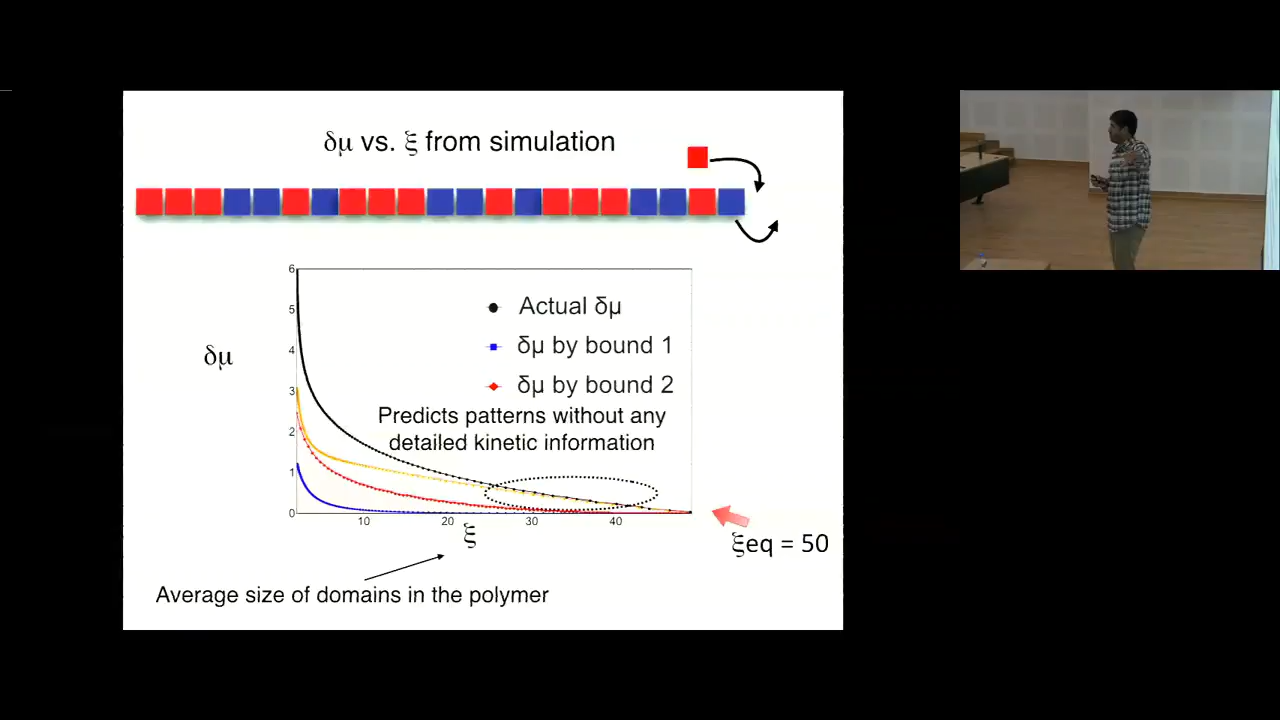 δμ vs. ξ from simulation
6
5
4
3
2
1
0
δμ
Actual δμ
δμ by bound 1
δμ by bound 2
Predicts patterns without any
detailed kinetic information
10
20
30
40
ξ
ξeq = 50
Average size of domains in the polymer